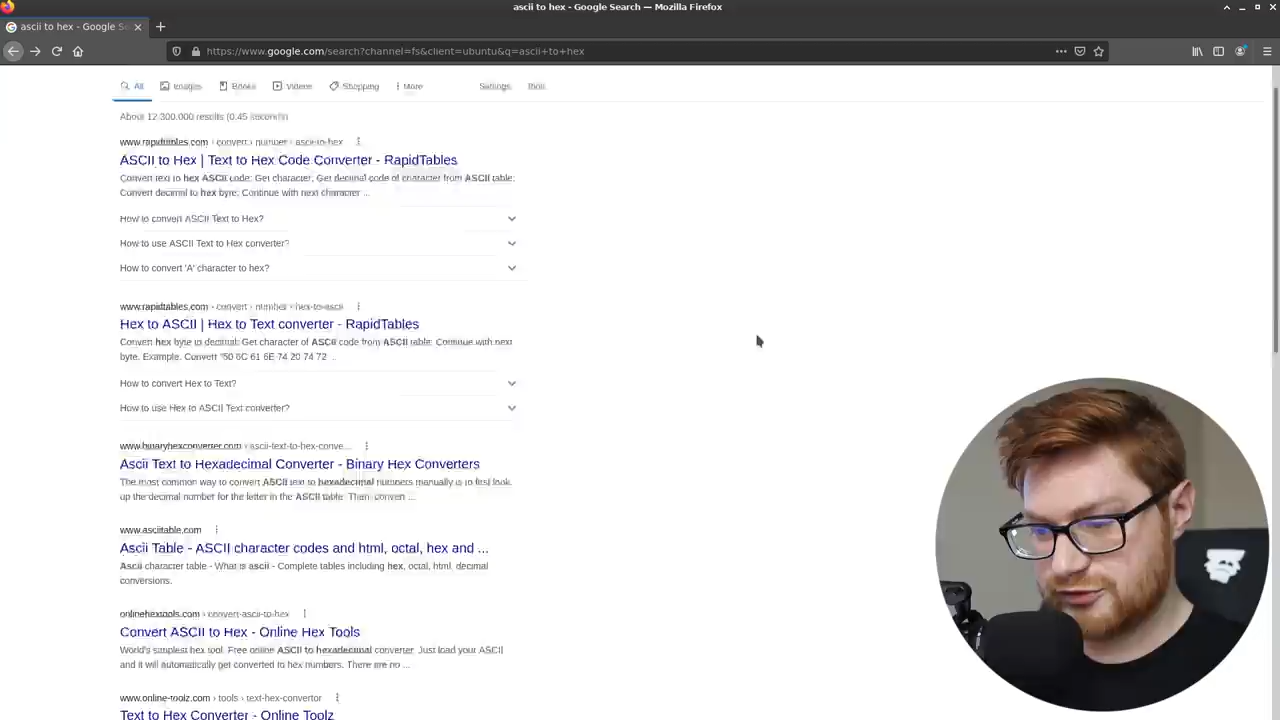 ascii to hex - Google Search — Mozilla Firefox
ascii to hex - Google Se
https://www.google.com/search?channel=fs&client=ubuntu&q=ascii+to+hex
All Images Books Videos Shopping More Settings Tools
About 12,300,000 results (0.45 seconds)
www.rapidtables.com › convert › number › ascii-to-hex
ASCII to Hex | Text to Hex Code Converter - RapidTables
Convert text to hex ASCII code: Get character; Get decimal code of character from ASCII table;
Convert decimal to hex byte; Continue with next character ...
How to convert ASCII Text to Hex?
How to use ASCII Text to Hex converter?
How to convert 'A' character to hex?
www.rapidtables.com › convert › number › hex-to-ascii
Hex to ASCII | Hex to Text converter - RapidTables
Convert hex byte to decimal; Get character of ASCII code from ASCII table; Continue with next
byte. Example. Convert "50 6C 61 6E 74 20 74 72 ...
How to convert Hex to Text?
How to use Hex to ASCII Text converter?
www.binaryhexconverter.com › ascii-text-to-hex-conve...
Ascii Text to Hexadecimal Converter - Binary Hex Converters
The most common way to convert ASCII text to hexadecimal numbers manually is to first look
up the decimal number for the letter in the ASCII table. Then convert ...
www.asciitable.com
Ascii Table - ASCII character codes and html, octal, hex and ...
Ascii character table - What is ascii - Complete tables including hex, octal, html, decimal
conversions.
onlinehextools.com › convert-ascii-to-hex
Convert ASCII to Hex - Online Hex Tools
World's simplest hex tool. Free online ASCII to hexadecimal converter. Just load your ASCII
and it will automatically get converted to hex numbers. There are no ...
www.online-toolz.com › tools › text-hex-convertor
Text to Hex Converter - Online Toolz